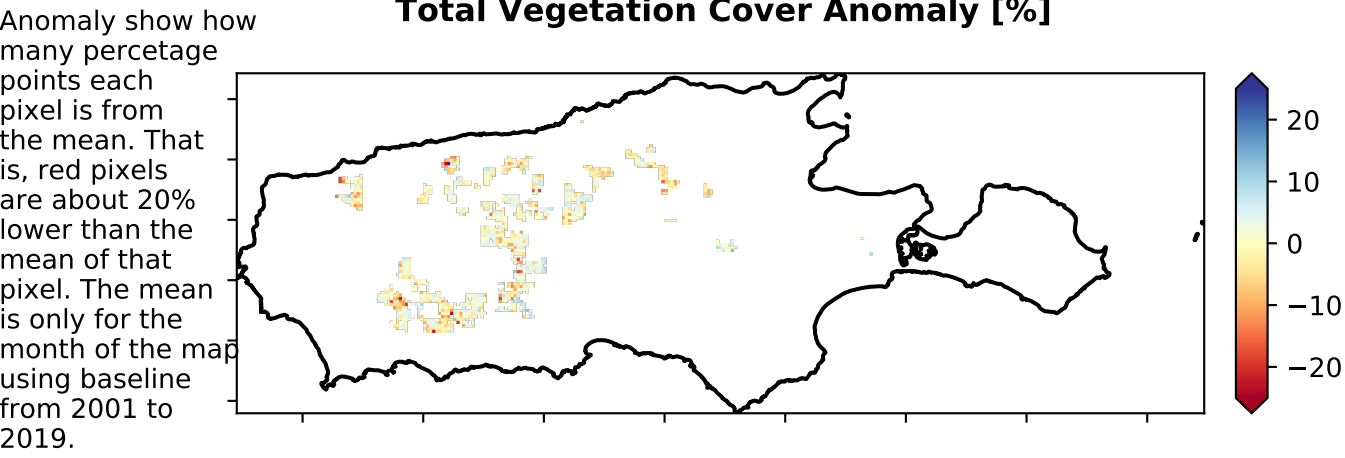 Total Vegetation Cover Anomaly [%]
Anomaly show how
many percetage
points each
pixel is from
the mean. That
is, red pixels
are about 20%
lower than the
mean of that
pixel. The mean
is only for the
month of the map
using baseline
from 2001 to
2019.
20
10
0
−10
−20